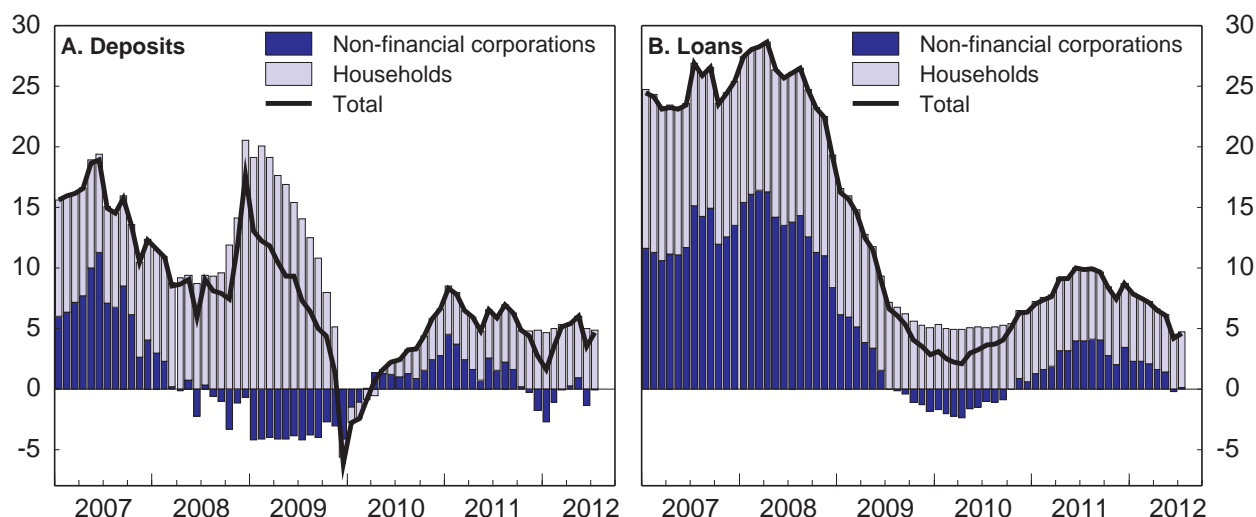 A. Deposits
Non-financial corporations
Households
Total
30
25
20
15
10
5
0
-5
2007 2008 2009 2010 2011 2012
B. Loans
Non-financial corporations
Households
Total
30
25
20
15
10
5
0
-5
2007 2008 2009 2010 2011 2012